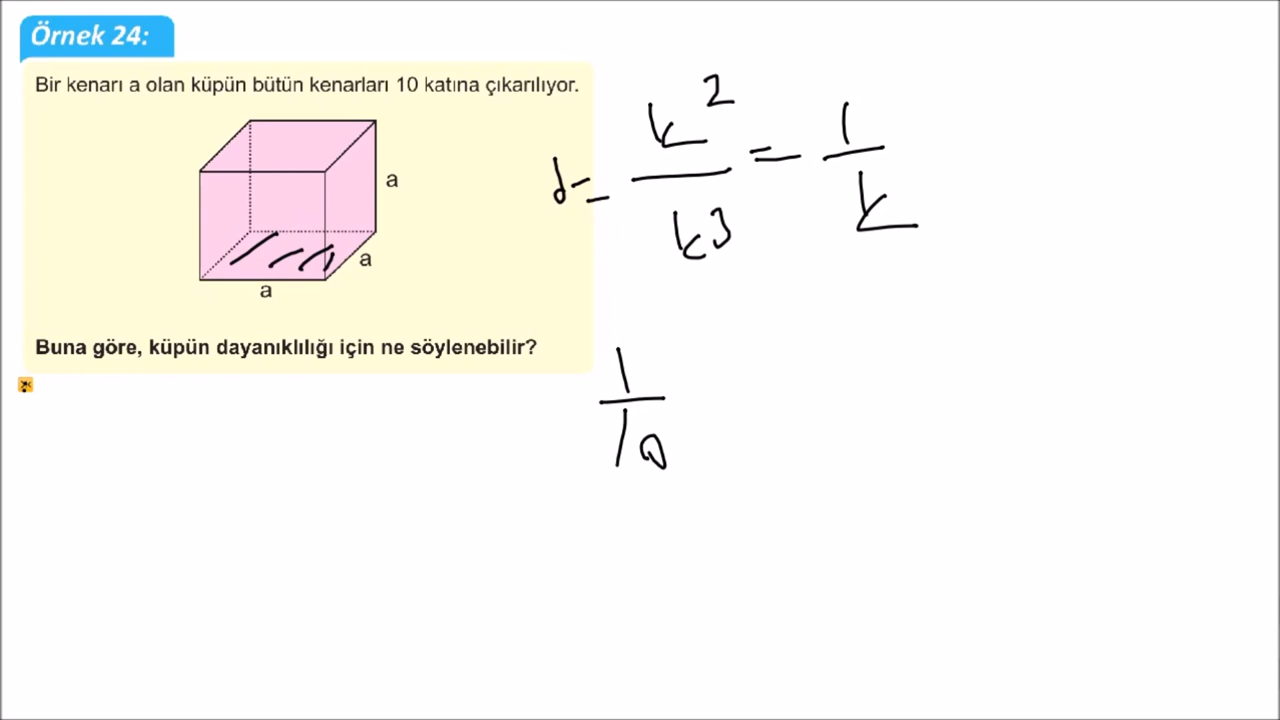 Örnek 24:
Bir kenarı a olan küpün bütün kenarları 10 katına çıkarılıyor.
a
a
a
Buna göre, küpün dayanıklılığı için ne söylenebilir?
d = k² / k³ = 1 / k
1 / 10